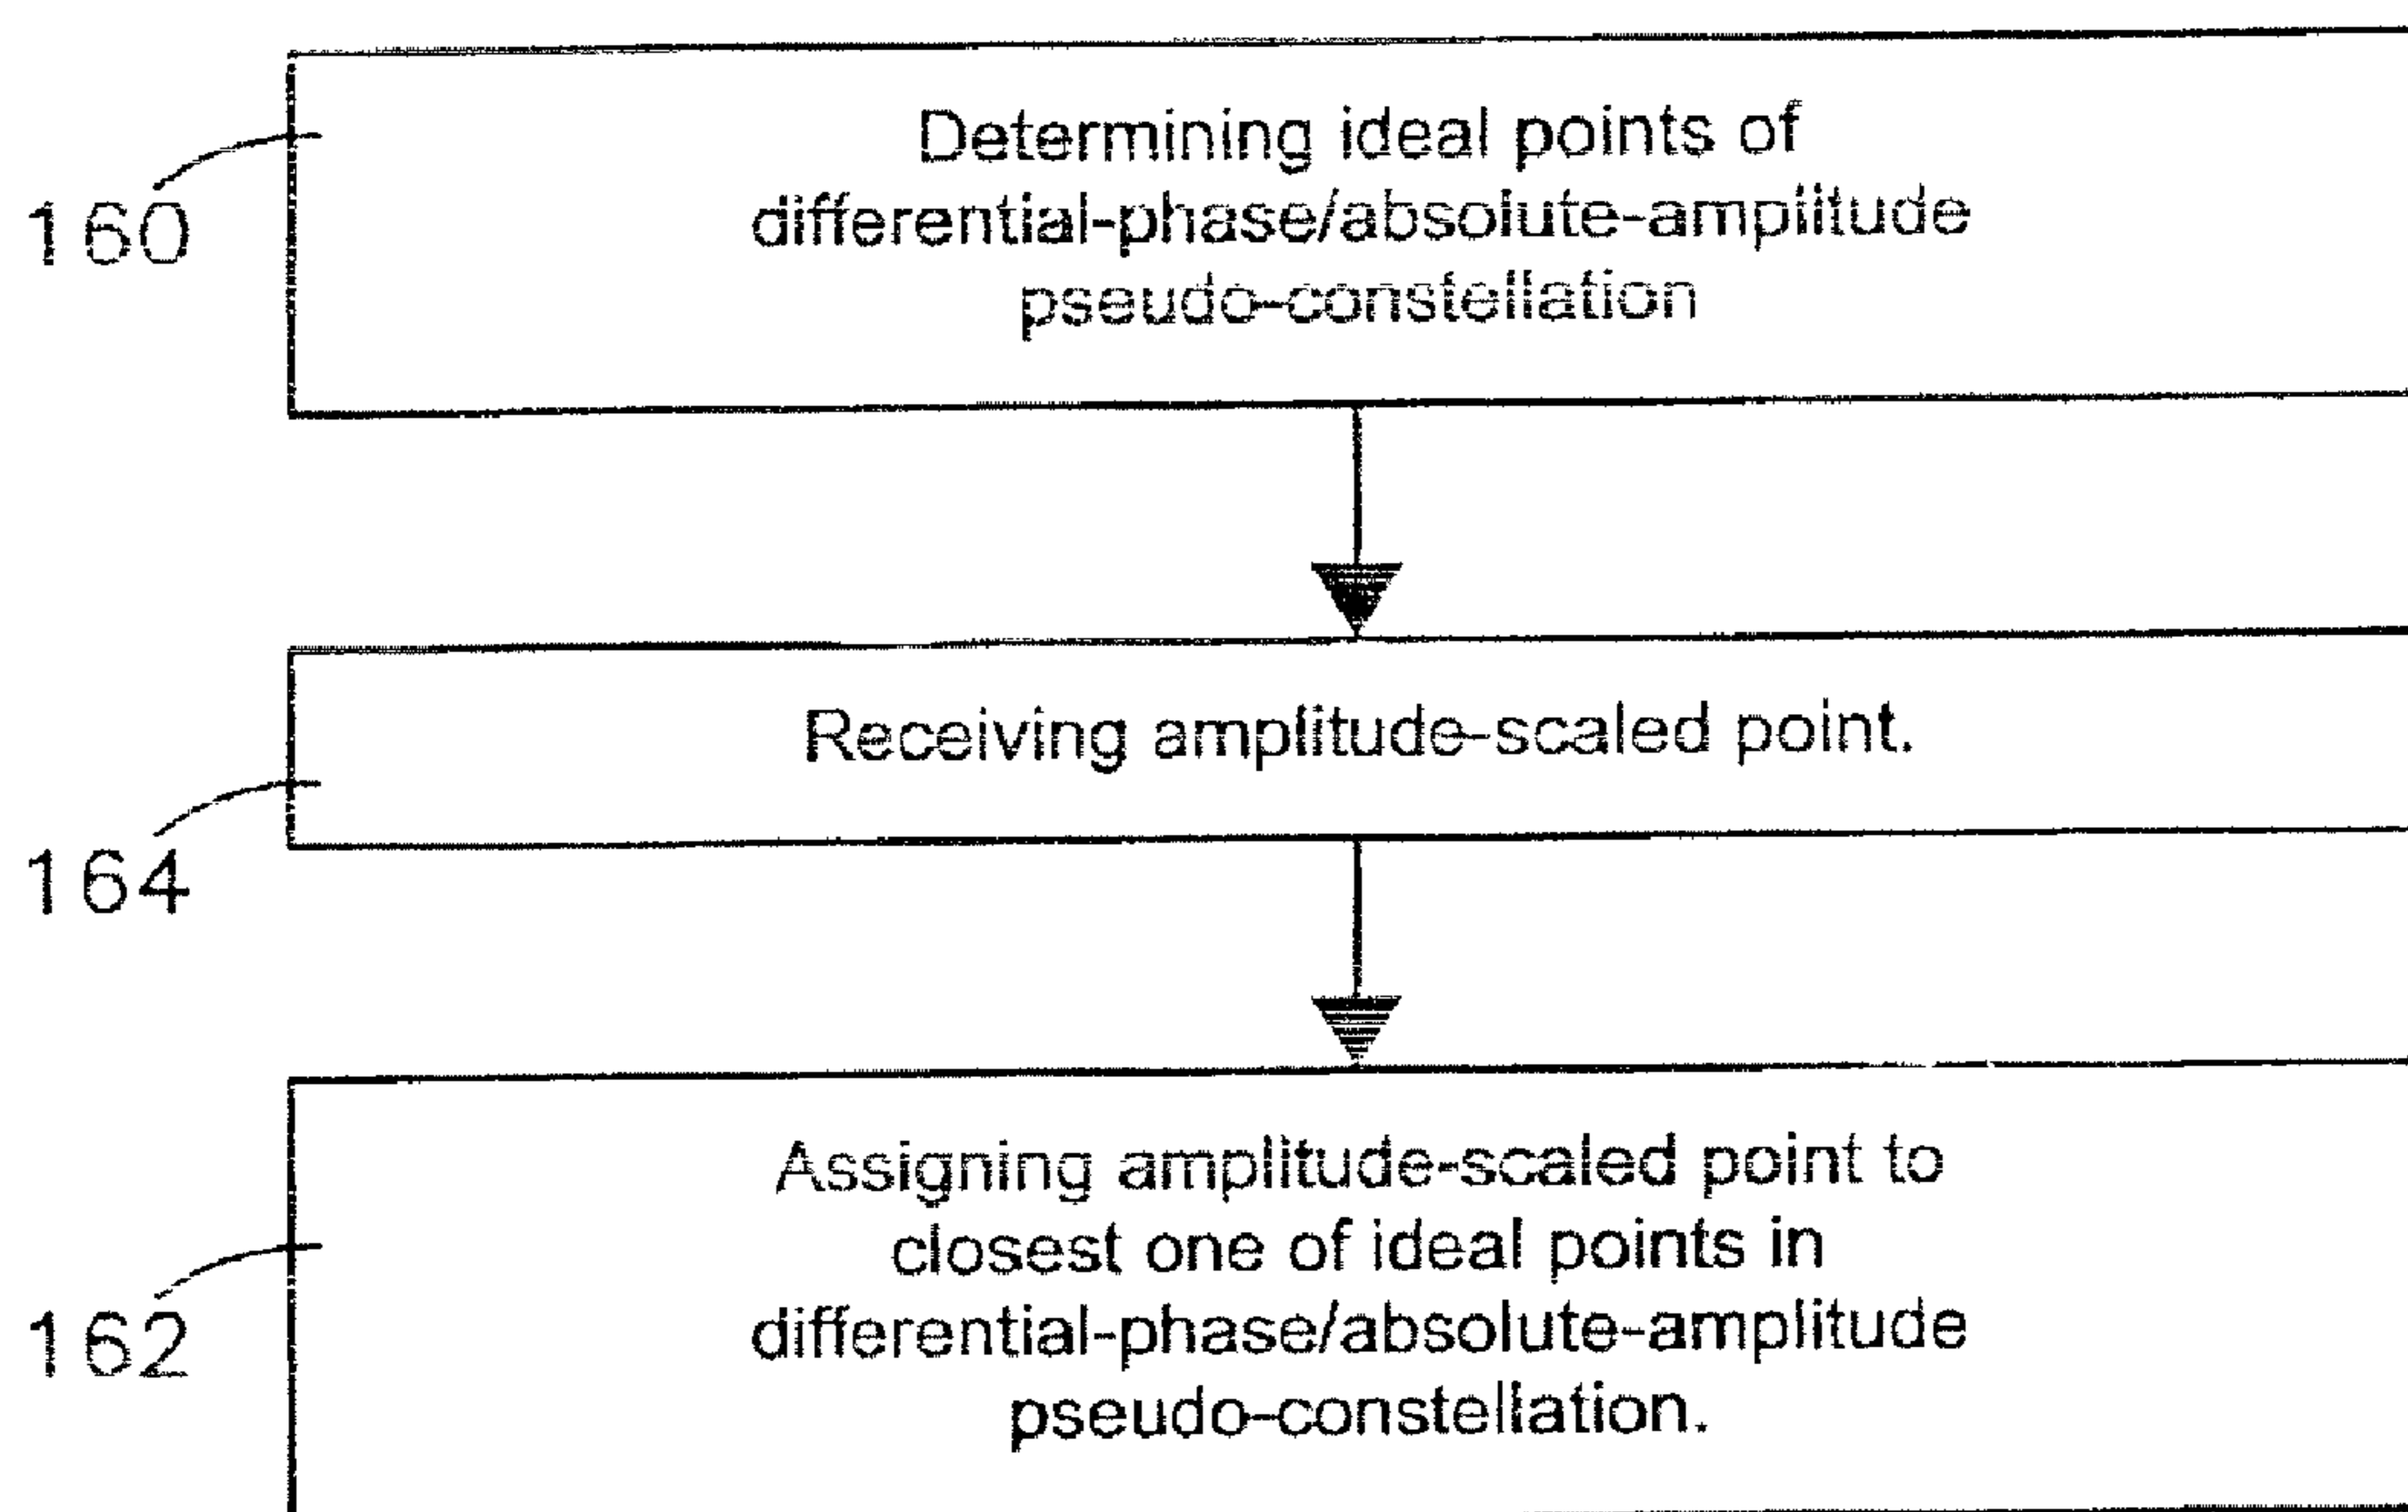 Determining ideal points of
differential-phase/absolute-amplitude
pseudo-constellation
160
Receiving amplitude-scaled point.
164
Assigning amplitude-scaled point to
closest one of ideal points in
differential-phase/absolute-amplitude
pseudo-constellation.
162